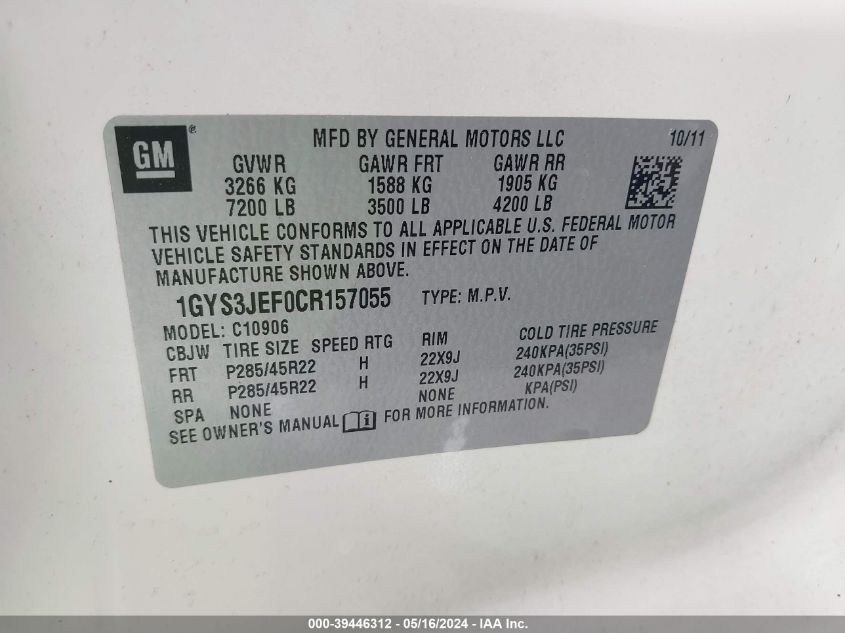 GM ®
MFD BY GENERAL MOTORS LLC 10/11
GVWR GAWR FRT GAWR RR
3266 KG 1588 KG 1905 KG
7200 LB 3500 LB 4200 LB
THIS VEHICLE CONFORMS TO ALL APPLICABLE U.S. FEDERAL MOTOR
VEHICLE SAFETY STANDARDS IN EFFECT ON THE DATE OF
MANUFACTURE SHOWN ABOVE.
1GYS3JEF0CR157055 TYPE: M.P.V.
MODEL: C10906
CBJW TIRE SIZE SPEED RTG RIM COLD TIRE PRESSURE
FRT P285/45R22 H 22X9J 240KPA(35PSI)
RR P285/45R22 H 22X9J 240KPA(35PSI)
SPA NONE NONE KPA(PSI)
SEE OWNER'S MANUAL i FOR MORE INFORMATION.
000-39446312 - 05/16/2024 - IAA Inc.